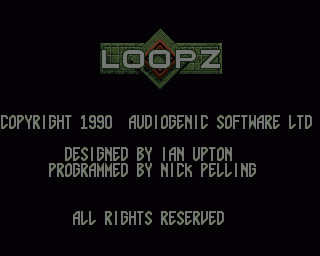 LOOPZ
COPYRIGHT 1990 AUDIOGENIC SOFTWARE LTD
DESIGNED BY IAN UPTON
PROGRAMMED BY NICK PELLING
ALL RIGHTS RESERVED